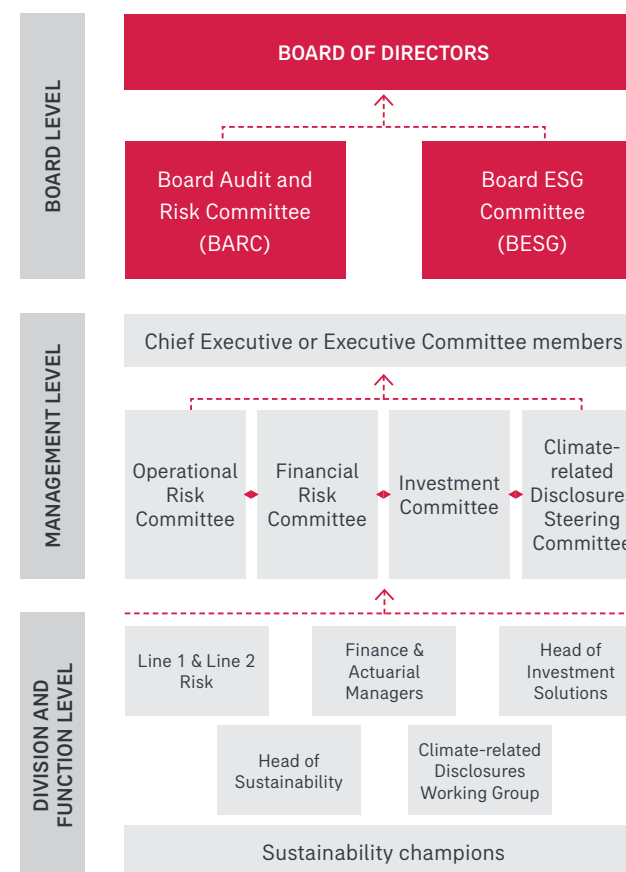 BOARD LEVEL
BOARD OF DIRECTORS
Board Audit and
Risk Committee
(BARC)
Board ESG
Committee
(BESG)
MANAGEMENT LEVEL
Chief Executive or Executive Committee members
Operational
Risk
Committee
Financial
Risk
Committee
Investment
Committee
Climate-
related
Disclosures
Steering
Committee
DIVISION AND
FUNCTION LEVEL
Line 1 & Line 2
Risk
Finance &
Actuarial
Managers
Head of
Investment
Solutions
Head of
Sustainability
Climate-related
Disclosures
Working Group
Sustainability champions